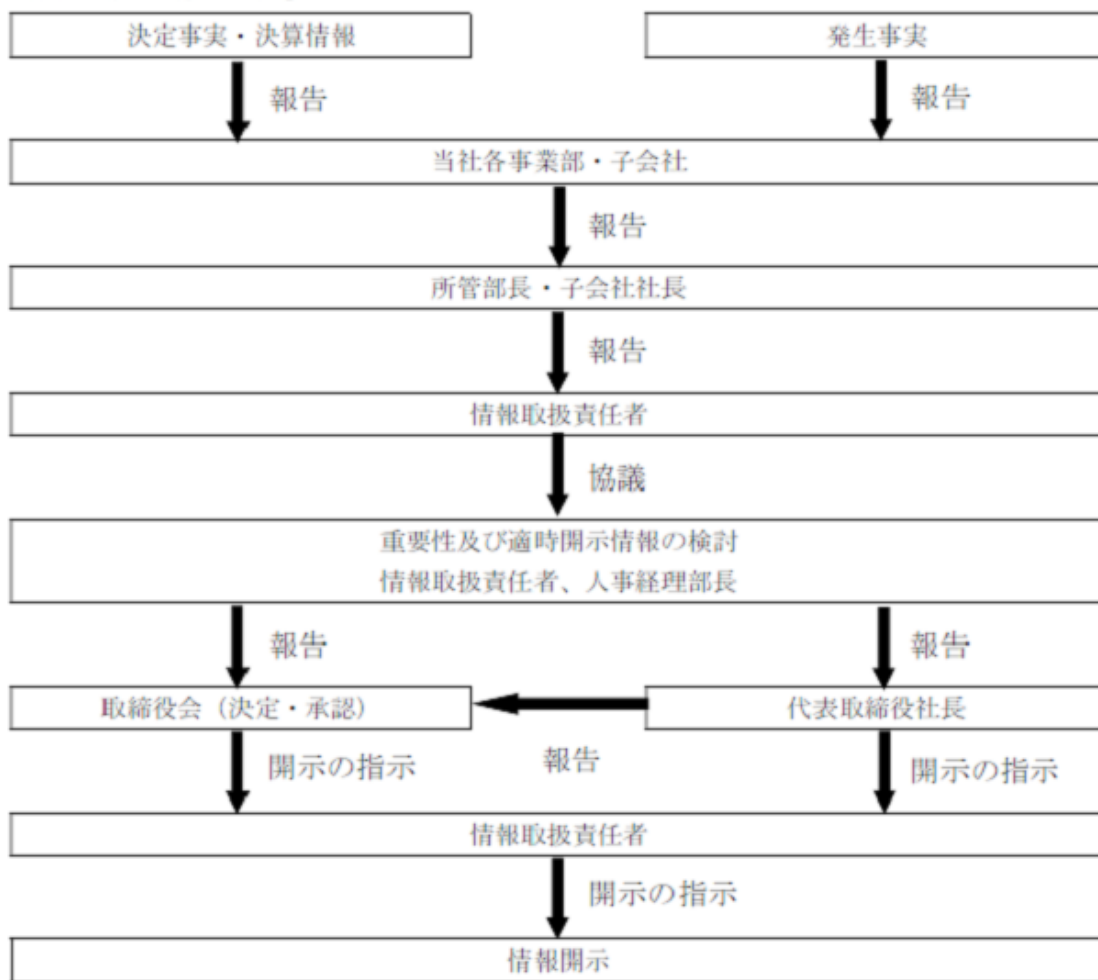 決定事実・決算情報
発生事実
報告
報告
当社各事業部・子会社
報告
所管部長・子会社社長
報告
情報取扱責任者
協議
重要性及び適時開示情報の検討
情報取扱責任者、人事経理部長
報告
報告
取締役会（決定・承認）
代表取締役社長
開示の指示
報告
開示の指示
情報取扱責任者
開示の指示
情報開示